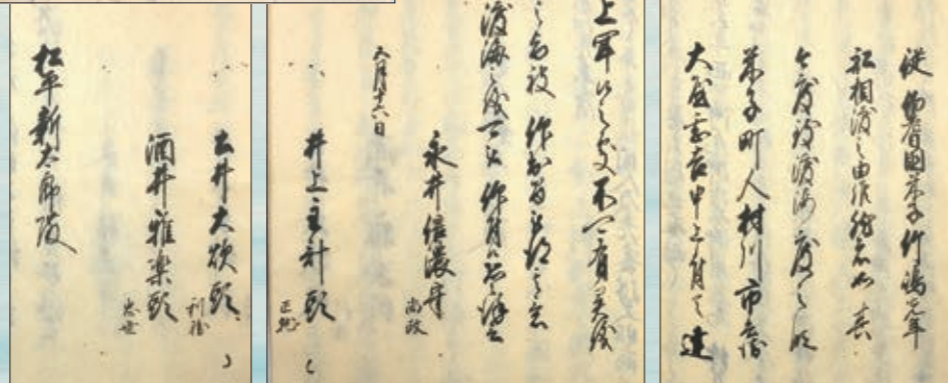 従伯耆国米子竹嶋先年
船相渡之由候然者如其
今度致渡海度之段
米子町人村川市兵衛
大屋甚吉申上付而達
上聞候之処不可有異儀
之旨被仰出候間被得其意
渡海之儀可被仰付候恐々謹言
五月十六日
永井信濃守
尚政
井上主計頭
正就
土井大炊頭
利勝
酒井雅楽頭
忠世
松平新太郎殿